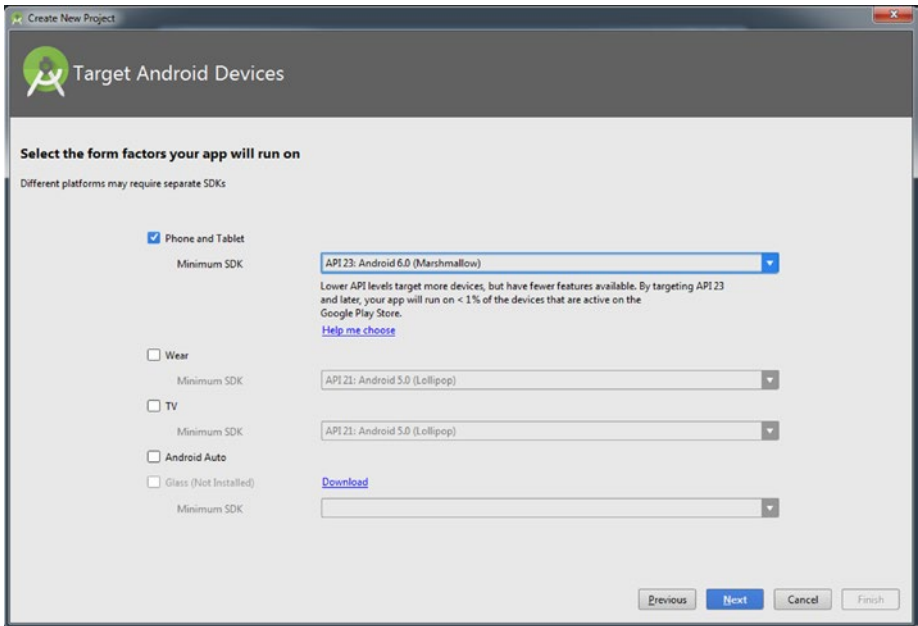 Create New Project
Target Android Devices
Select the form factors your app will run on
Different platforms may require separate SDKs
Phone and Tablet
Minimum SDK API 23: Android 6.0 (Marshmallow)
Lower API levels target more devices, but have fewer features available. By targeting API 23
and later, your app will run on < 1% of the devices that are active on the
Google Play Store.
Help me choose
Wear
Minimum SDK API 21: Android 5.0 (Lollipop)
TV
Minimum SDK API 21: Android 5.0 (Lollipop)
Android Auto
Glass (Not Installed) Download
Minimum SDK
Previous Next Cancel Finish